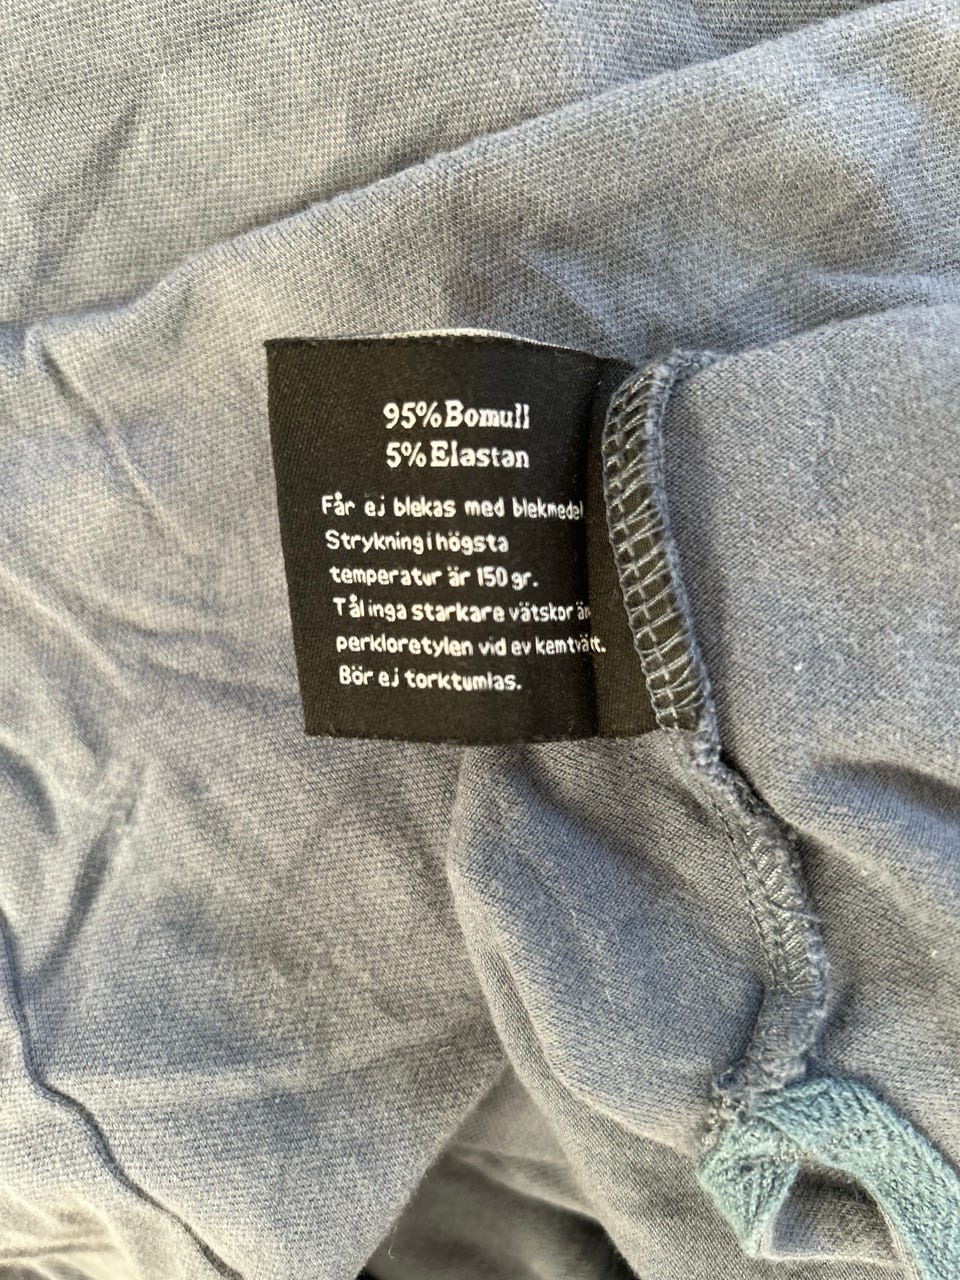 95% Bomull
5% Elastan
Får ej blekas med blekmedel
Strykning i högsta
temperatur är 150 gr.
Tål inga starkare vätskor än
perkloretylen vid ev kemtvätt.
Bör ej torktumlas.